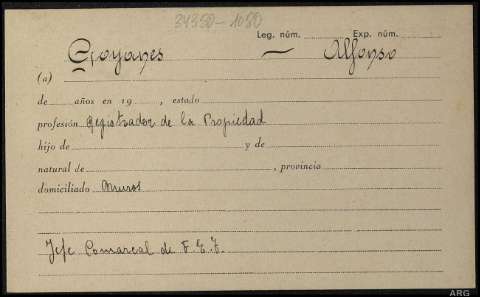 34350-1080
Leg. núm. Exp. núm.
Goyanes — Alfonso
(a)
de años en 19 , estado
profesión Registrador de la Propiedad
hijo de y de
natural de , provincia
domiciliado Muros
Jefe Comarcal de F.E.T.
ARG